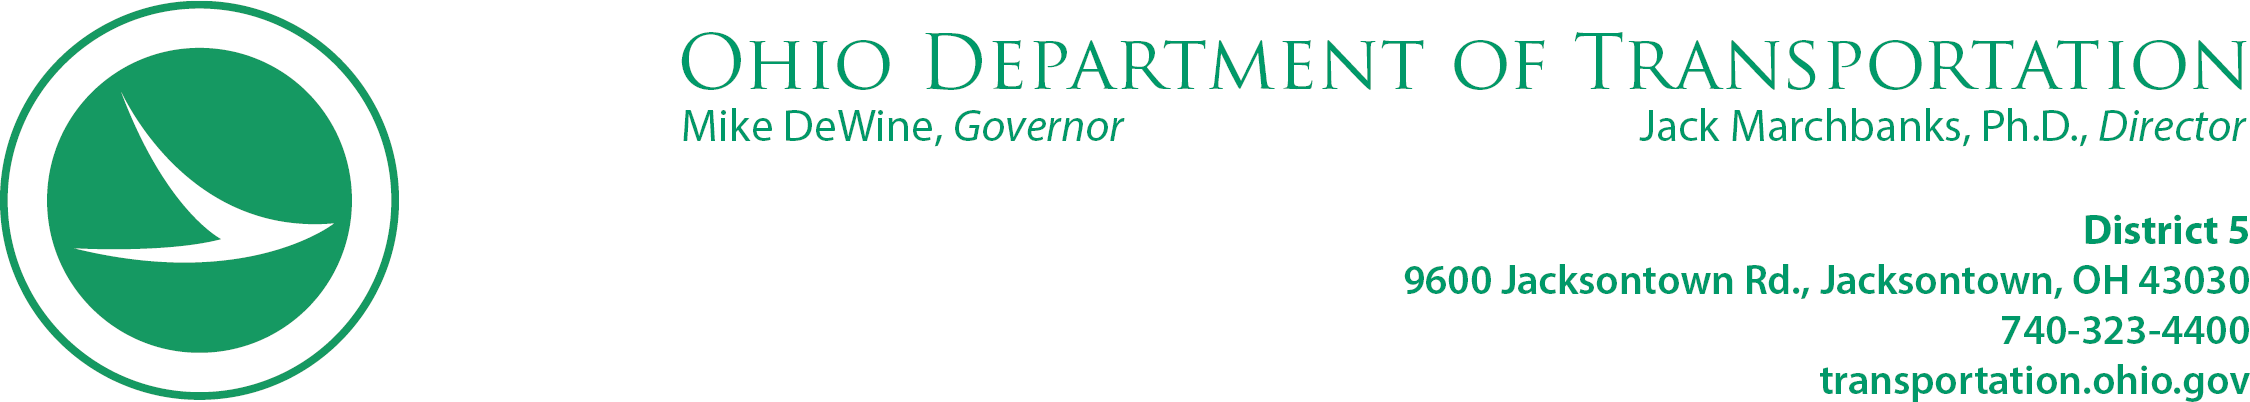 Ohio Department of Transportation
Mike DeWine, Governor Jack Marchbanks, Ph.D., Director
District 5
9600 Jacksontown Rd., Jacksontown, OH 43030
740-323-4400
transportation.ohio.gov